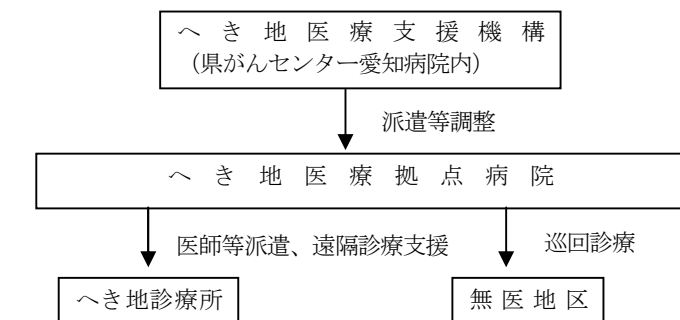 へき地医療支援機構
（県がんセンター愛知病院内）
派遣等調整
へき地医療拠点病院
医師等派遣、遠隔診療支援
巡回診療
へき地診療所
無医地区